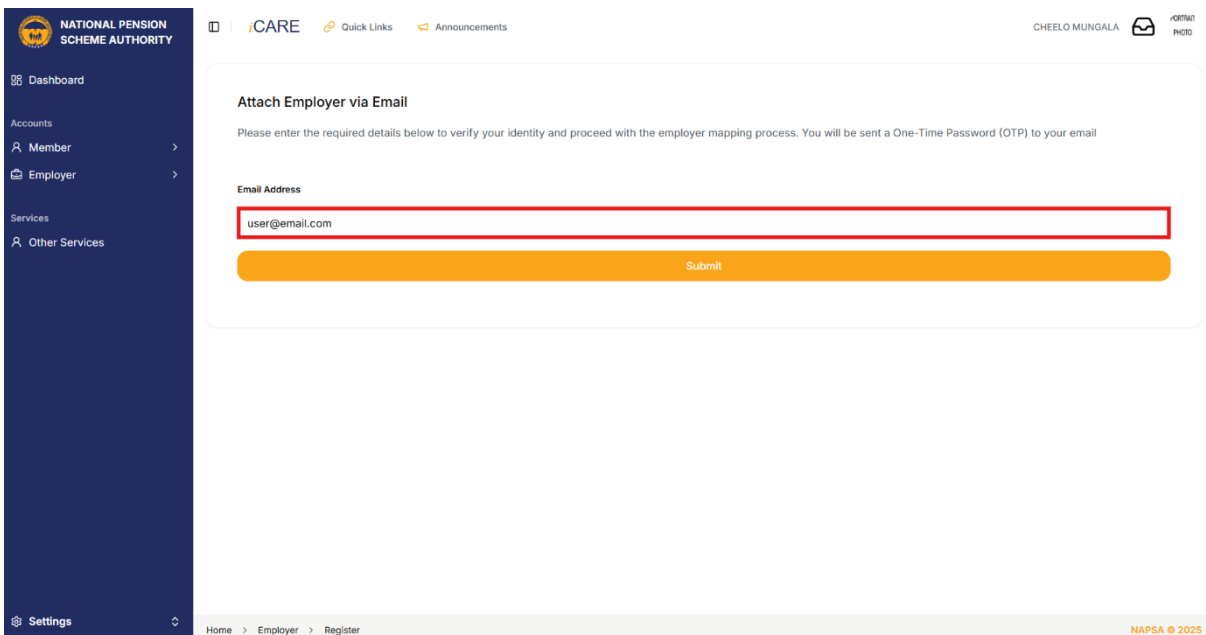 NATIONAL PENSION
SCHEME AUTHORITY
iCARE
Quick Links
Announcements
CHEELO MUNGALA
PHOTO
Dashboard
Accounts
Member
Employer
Services
Other Services
Attach Employer via Email
Please enter the required details below to verify your identity and proceed with the employer mapping process. You will be sent a One-Time Password (OTP) to your email
Email Address
user@email.com
Submit
Settings
Home > Employer > Register
NAPSA © 2025